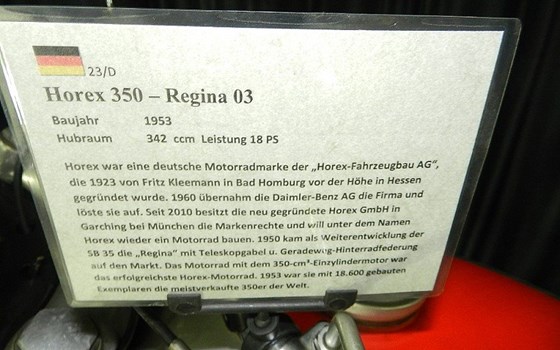 23/D
Horex 350 – Regina 03
Baujahr 1953
Hubraum 342 ccm Leistung 18 PS
Horex war eine deutsche Motorradmarke der „Horex-Fahrzeugbau AG“,
die 1923 von Fritz Kleemann in Bad Homburg vor der Höhe in Hessen
gegründet wurde. 1960 übernahm die Daimler-Benz AG die Firma und
löste sie auf. Seit 2010 besitzt die neu gegründete Horex GmbH in
Garching bei München die Markenrechte und will unter dem Namen
Horex wieder ein Motorrad bauen. 1950 kam als Weiterentwicklung der
SB 35 die „Regina“ mit Teleskopgabel u. Geradeweg-Hinterradfederung
auf den Markt. Das Motorrad mit dem 350-cm³-Einzylindermotor war
das erfolgreichste Horex-Motorrad. 1953 war sie mit 18.600 gebauten
Exemplaren die meistverkaufte 350er der Welt.